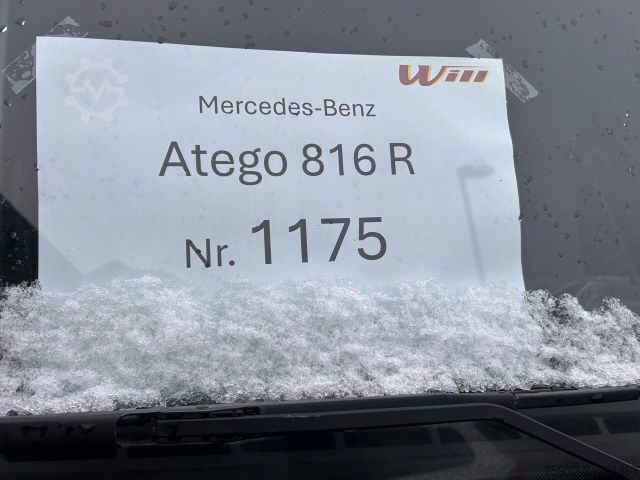 Will
Mercedes-Benz
Atego 816 R
Nr. 1175